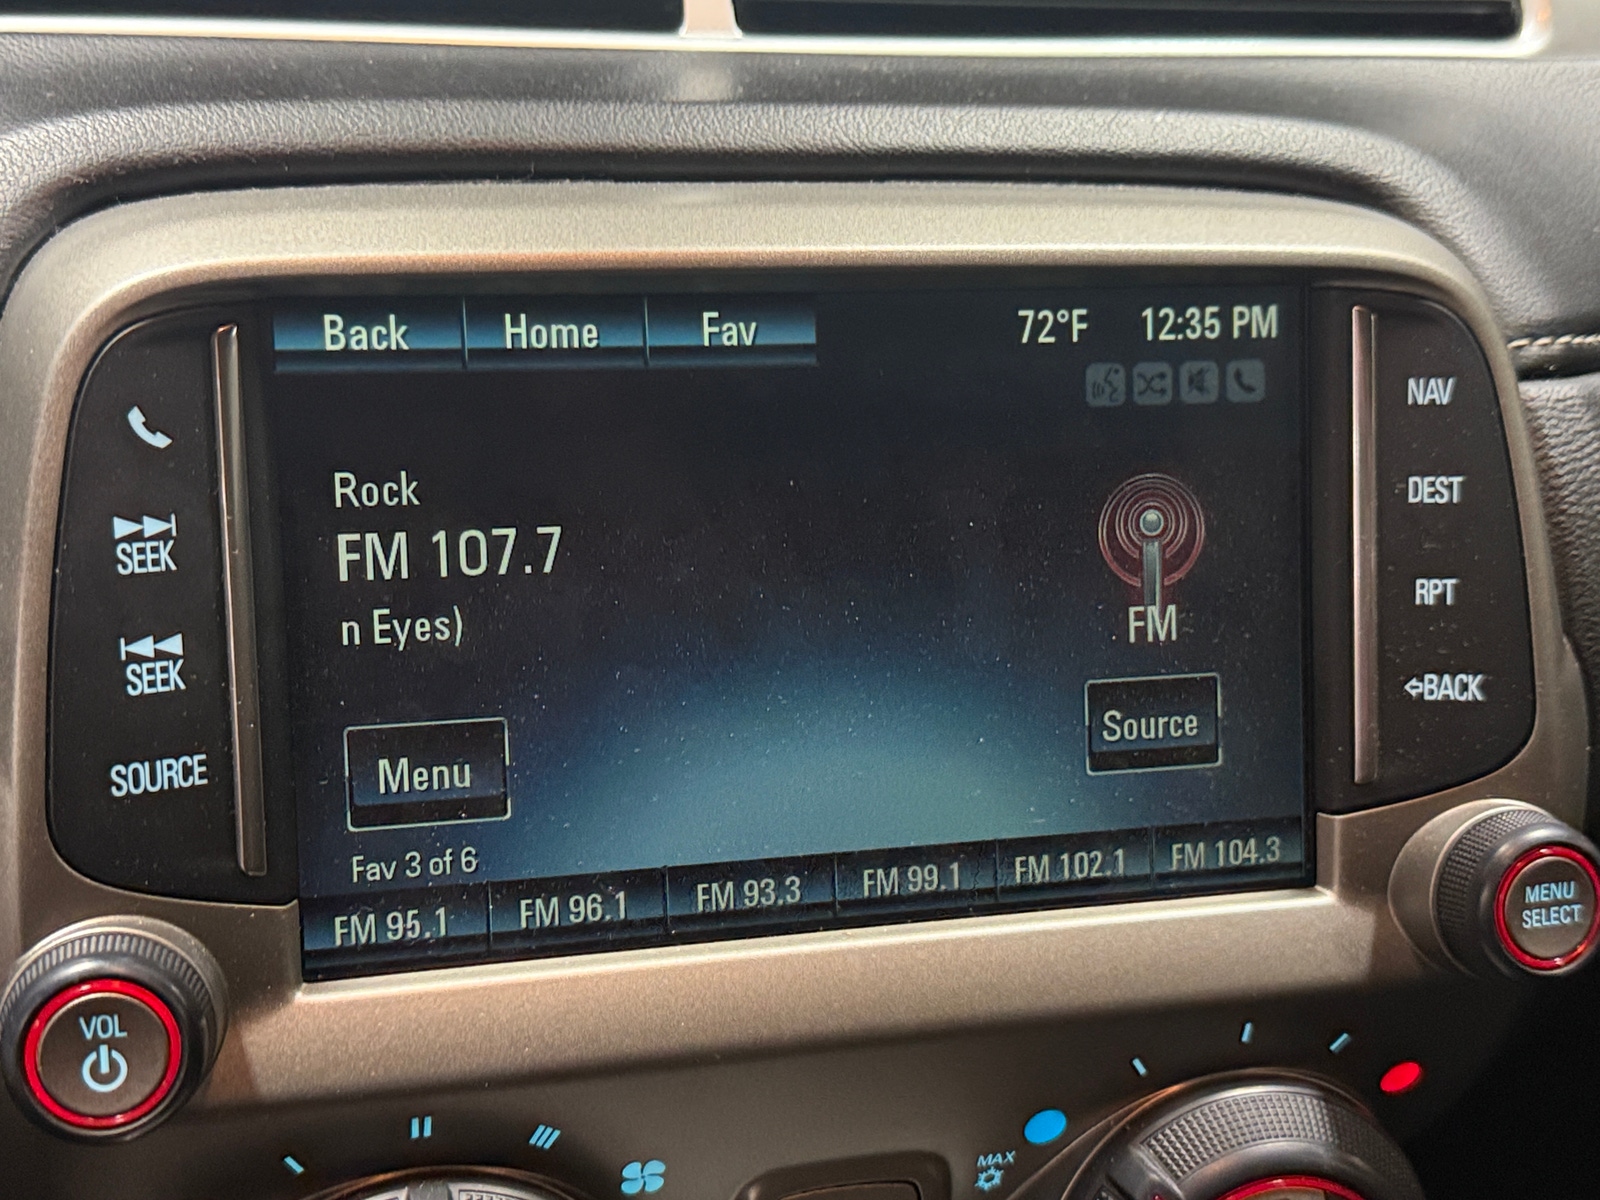 Back Home Fav 72°F 12:35 PM
SEEK
SEEK
SOURCE
Rock
FM 107.7
n Eyes)
FM
Menu
Source
Fav 3 of 6
FM 95.1 FM 96.1 FM 93.3 FM 99.1 FM 102.1 FM 104.3
NAV
DEST
RPT
BACK
VOL
MENU
SELECT
MAX